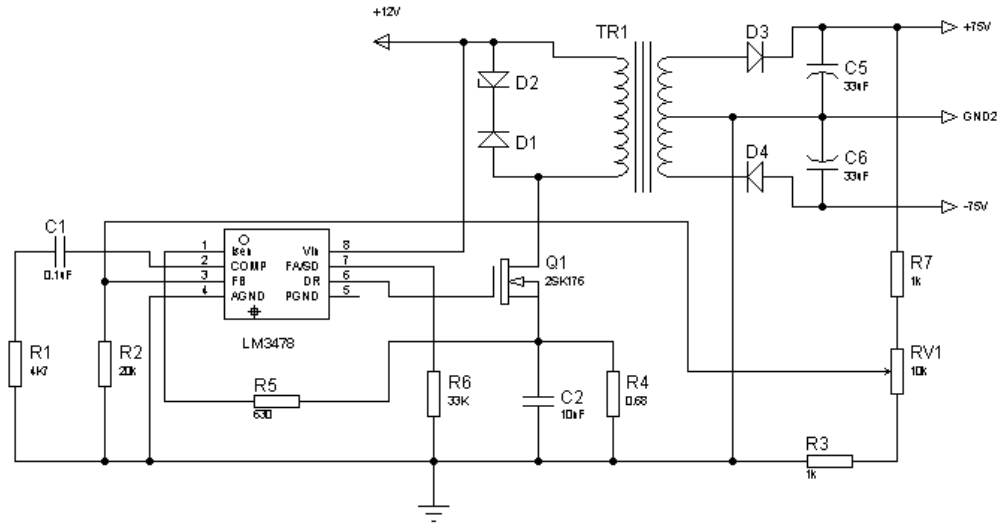 +12V
TR1
D3
+75V
D2
C5
33uF
D1
GND2
D4
C6
33uF
-75V
C1
0.1uF
1 Isen Vin 8
2 COMP FA/SD 7
3 FB DR 6
4 AGND PGND 5
LM3478
Q1
2SK176
R7
1k
R1
4K7
R2
20k
R5
630
R6
33K
C2
10uF
R4
0.68
RV1
10k
R3
1k